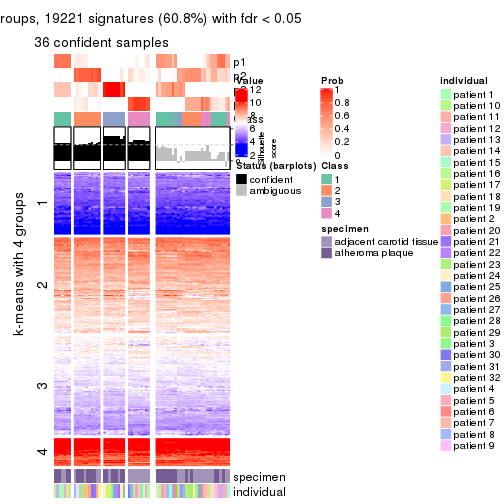 roups, 19221 signatures (60.8%) with fdr < 0.05
36 confident samples
p1
p2
Value
12
10
8
6
4
2
silhouette
score
Prob
1
0.8
0.6
0.4
0.2
0
Status (barplots)
confident
ambiguous
Class
1
2
3
4
specimen
adjacent carotid tissue
atheroma plaque
individual
patient 1
patient 10
patient 11
patient 12
patient 13
patient 14
patient 15
patient 16
patient 17
patient 18
patient 19
patient 2
patient 20
patient 21
patient 22
patient 23
patient 24
patient 25
patient 26
patient 27
patient 28
patient 29
patient 3
patient 30
patient 31
patient 32
patient 4
patient 5
patient 6
patient 7
patient 8
patient 9
k-means with 4 groups
1
2
3
4
specimen
individual